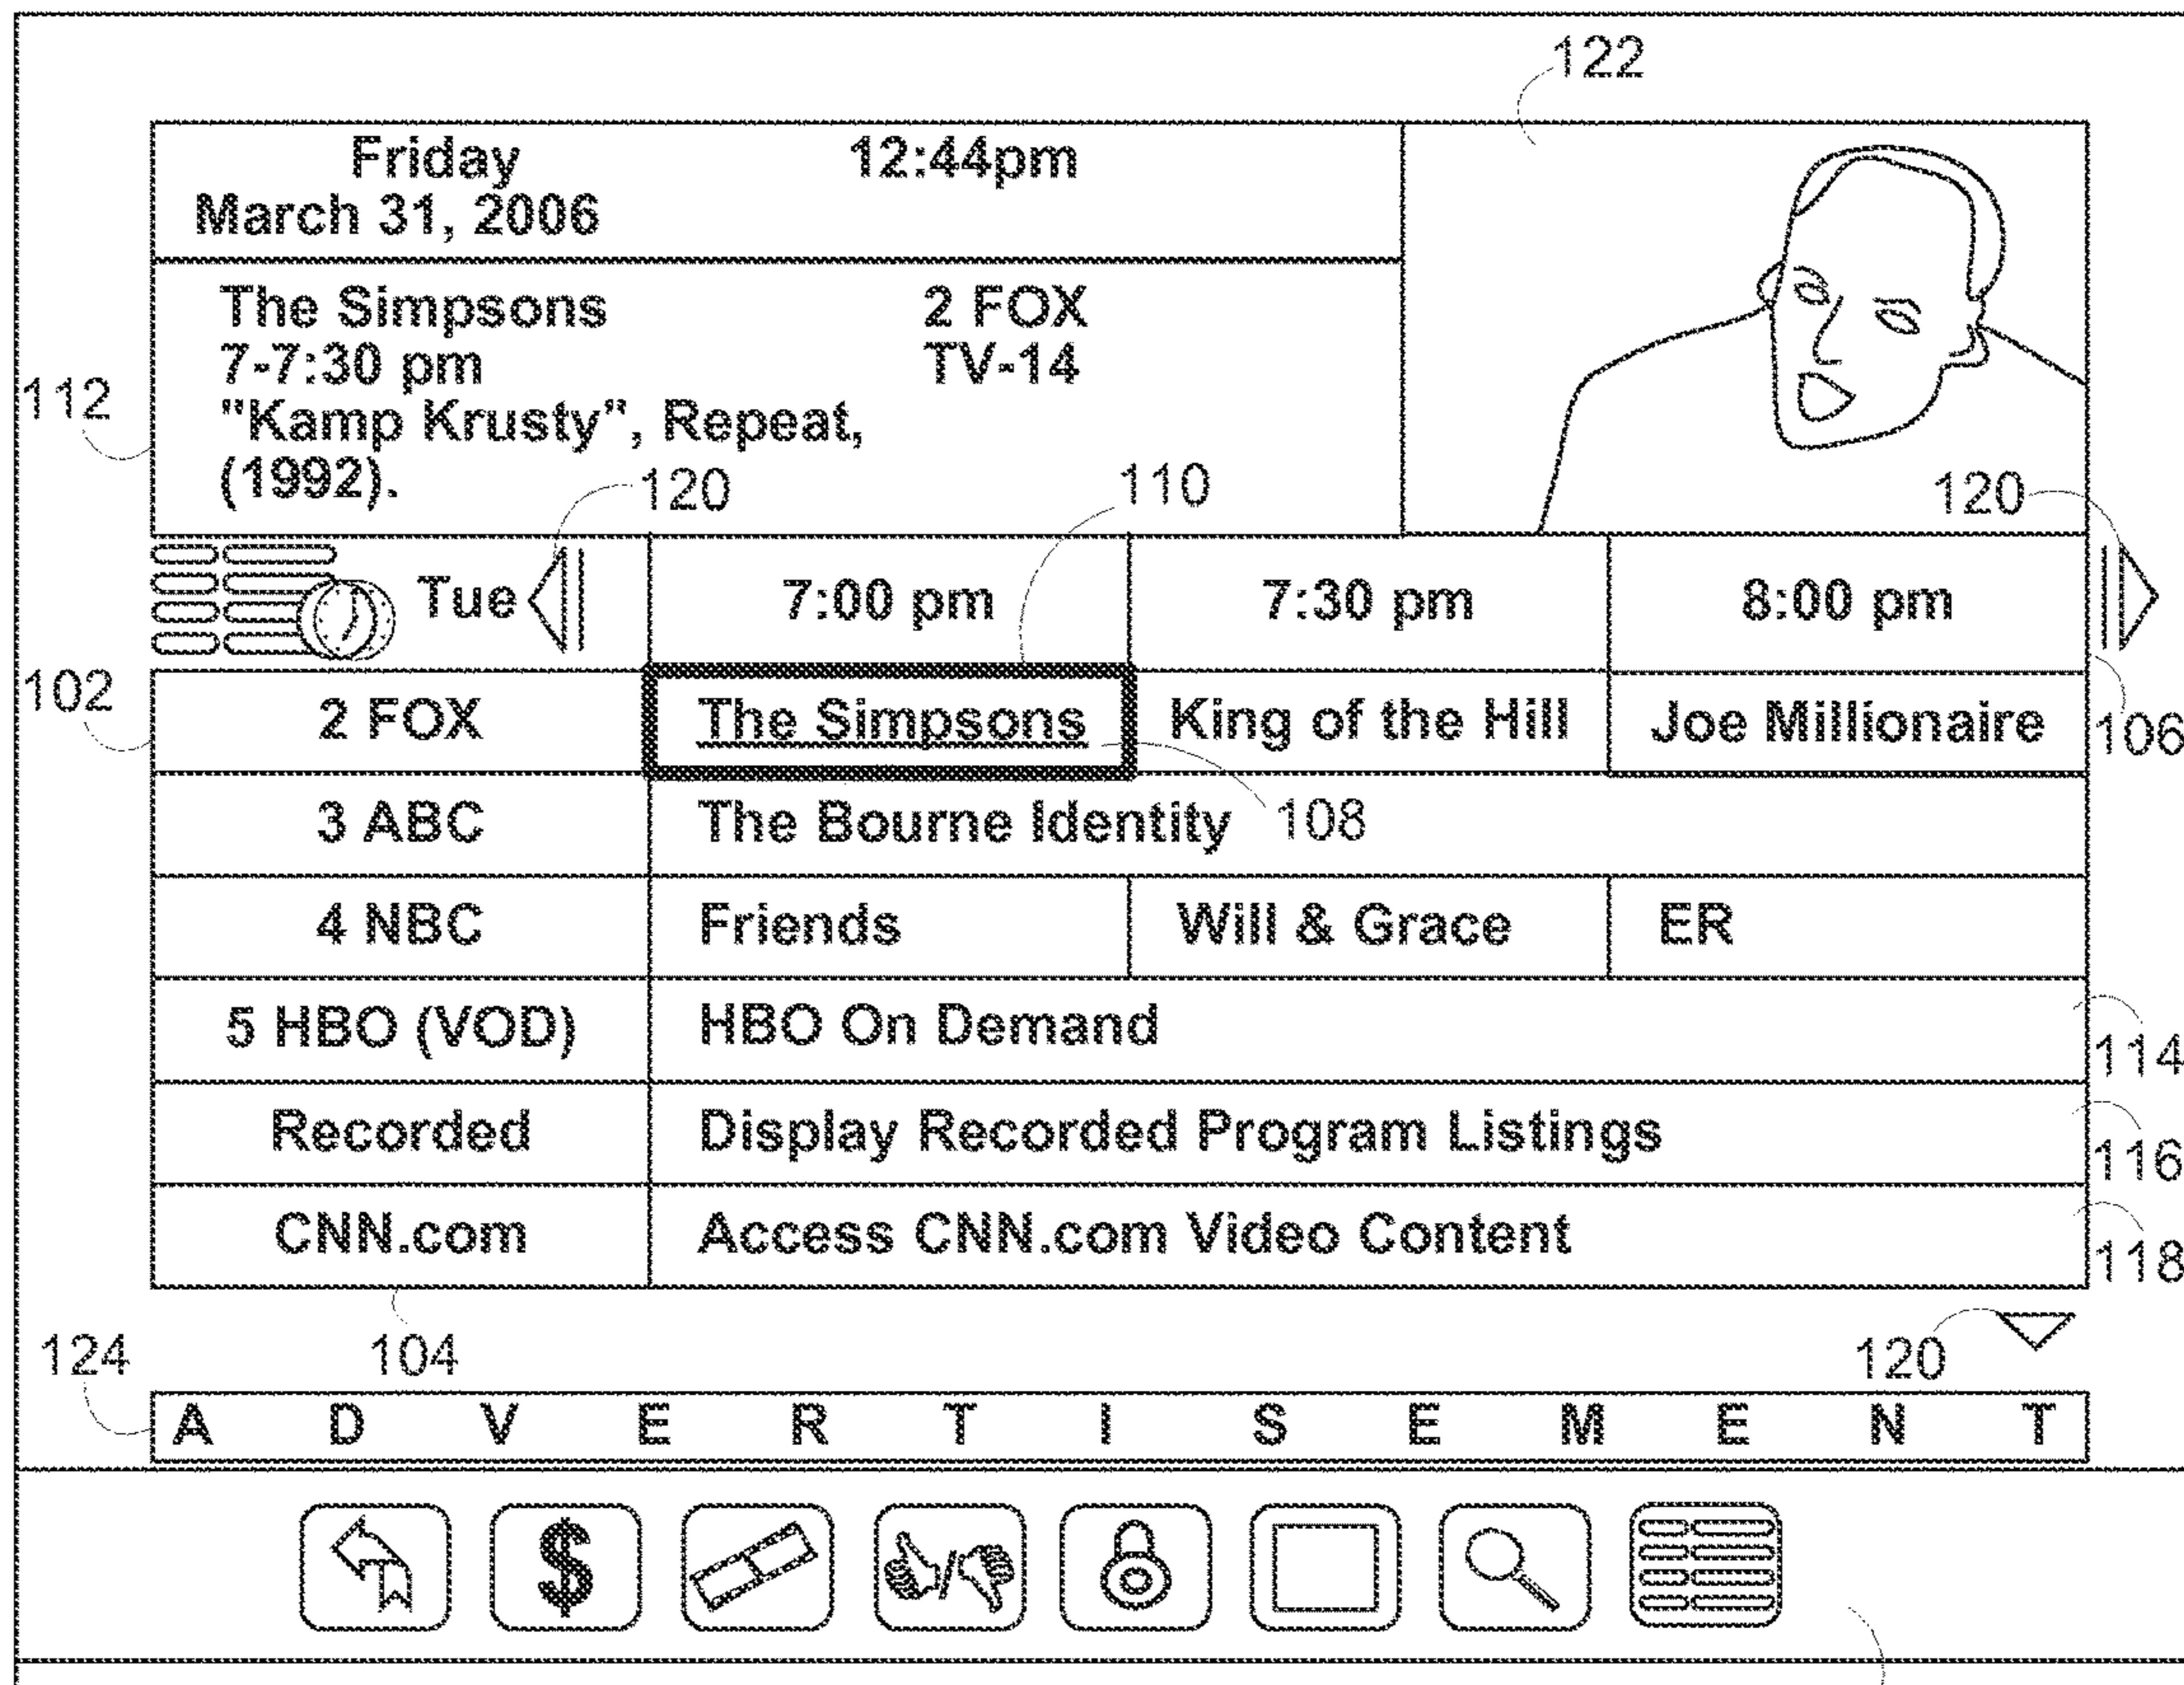 122
Friday 12:44pm
March 31, 2006
The Simpsons 2 FOX
7-7:30 pm TV-14
112
"Kamp Krusty", Repeat,
(1992).
120 110 120
Tue 7:00 pm 7:30 pm 8:00 pm
102
2 FOX The Simpsons King of the Hill Joe Millionaire
106
3 ABC The Bourne Identity 108
4 NBC Friends Will & Grace ER
5 HBO (VOD) HBO On Demand
114
Recorded Display Recorded Program Listings
116
CNN.com Access CNN.com Video Content
118
124 104 120
A D V E R T I S E M E N T
$